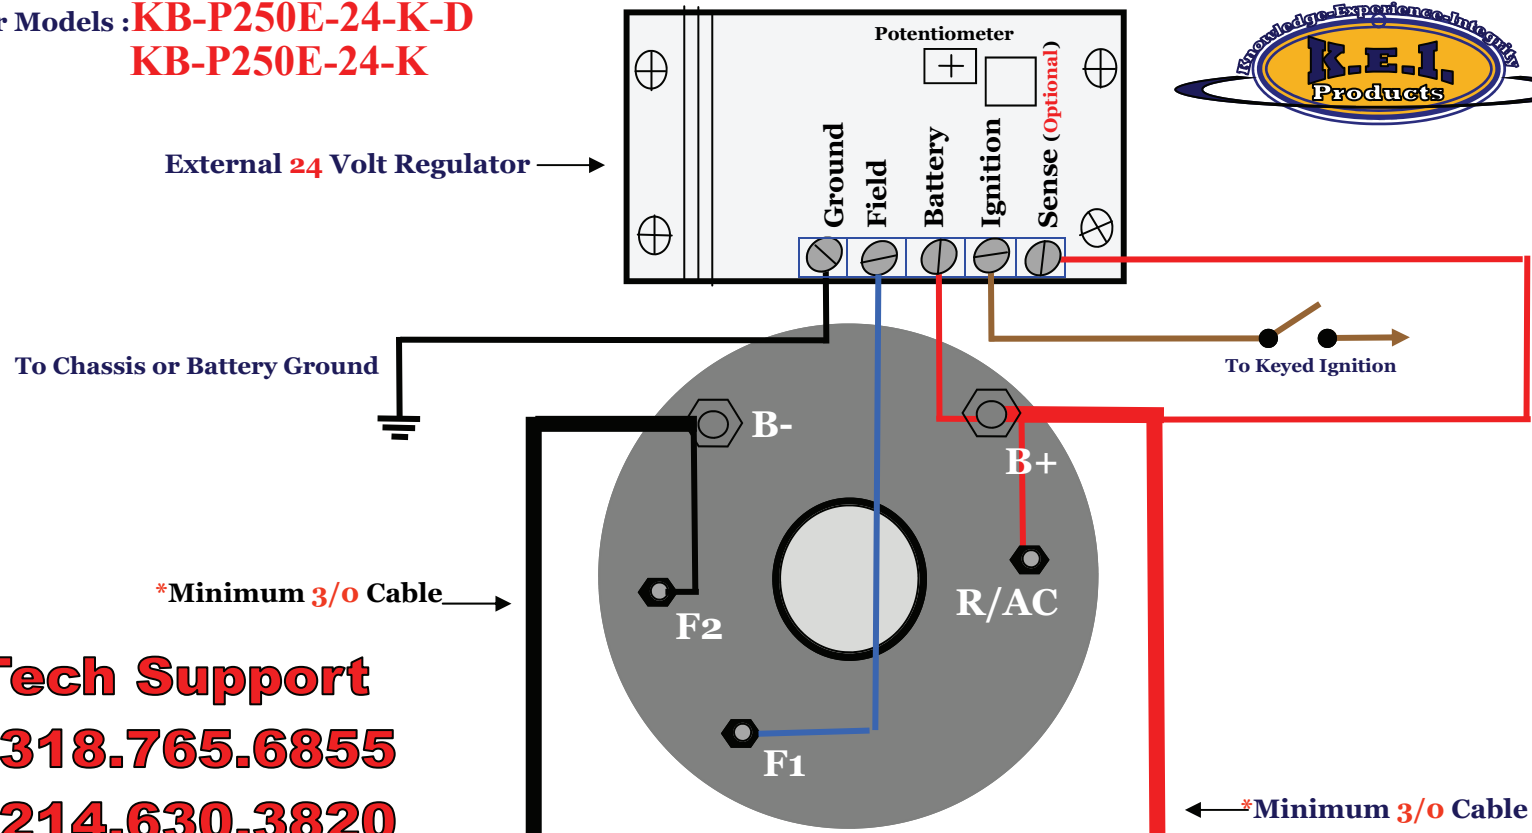 r Models : KB-P250E-24-K-D
KB-P250E-24-K
Knowledge-Experience-Integrity
K.E.I.
Products
Potentiometer
External 24 Volt Regulator
Ground
Field
Battery
Ignition
Sense (Optional)
To Chassis or Battery Ground
To Keyed Ignition
B-
B+
*Minimum 3/0 Cable
F2
R/AC
F1
Tech Support
318.765.6855
214.630.3820
*Minimum 3/0 Cable